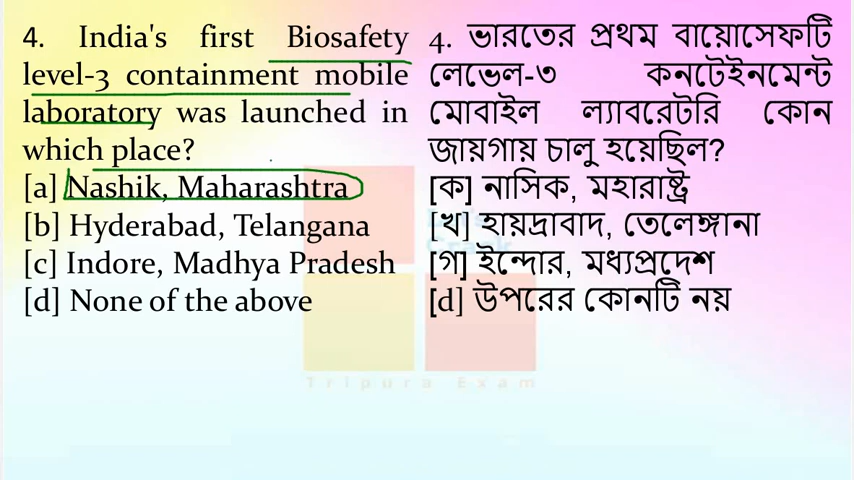 4. India's first Biosafety
level-3 containment mobile
laboratory was launched in
which place?
[a] Nashik, Maharashtra
[b] Hyderabad, Telangana
[c] Indore, Madhya Pradesh
[d] None of the above
4. ভারতের প্রথম বায়োসেফটি
লেভেল-৩ কনটেইনমেন্ট
মোবাইল ল্যাবরেটরি কোন
জায়গায় চালু হয়েছিল?
[ক] নাসিক, মহারাষ্ট্র
[খ] হায়দ্রাবাদ, তেলেঙ্গানা
[গ] ইন্দোর, মধ্যপ্রদেশ
[d] উপরের কোনটি নয়
Tripura Exam